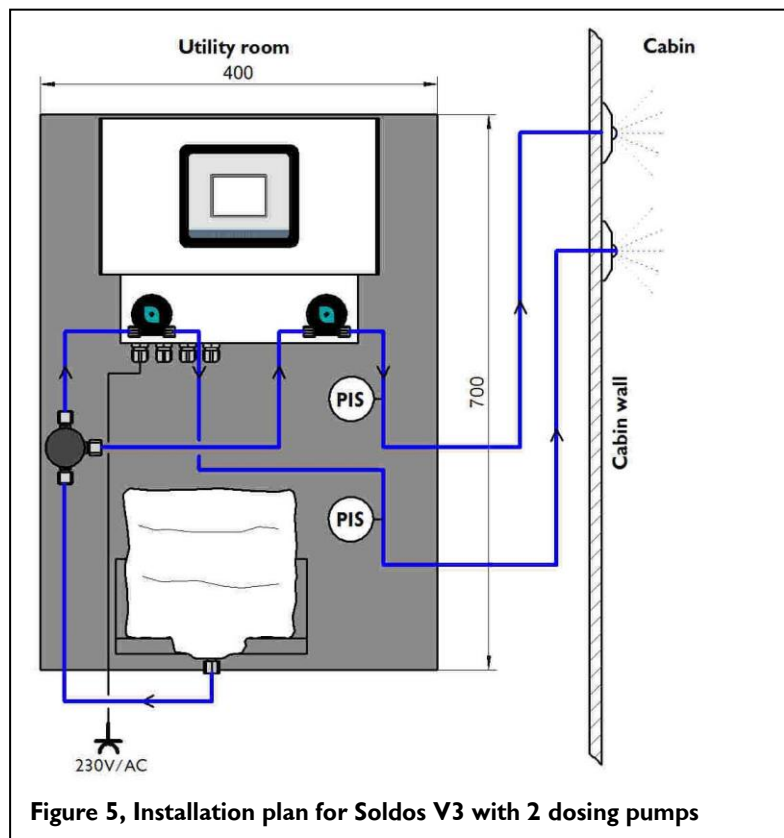 Utility room
Cabin
400
700
PIS
PIS
Cabin wall
230V/AC
Figure 5, Installation plan for Soldos V3 with 2 dosing pumps